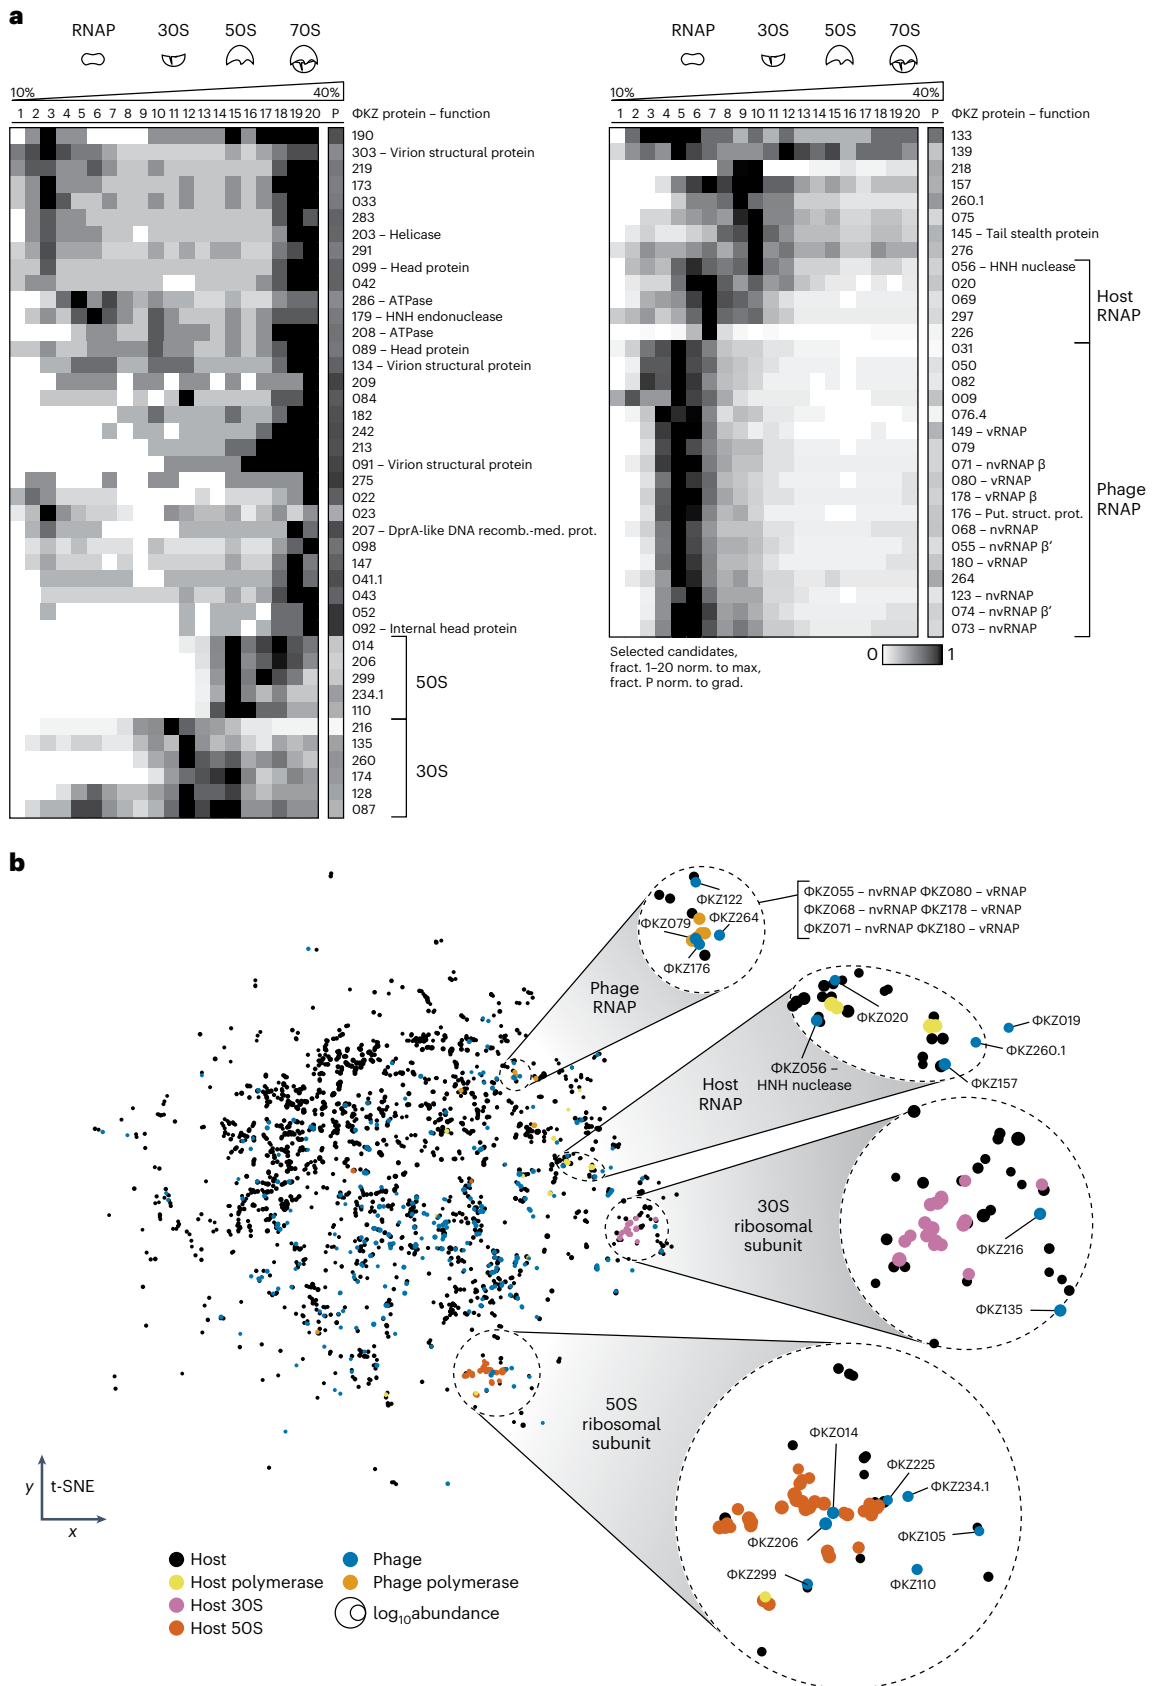 a
RNAP 30S 50S 70S
10% 40%
1 2 3 4 5 6 7 8 9 10 11 12 13 14 15 16 17 18 19 20 P ΦKZ protein – function
190
303 – Virion structural protein
219
173
033
283
203 – Helicase
291
099 – Head protein
042
286 – ATPase
179 – HNH endonuclease
208 – ATPase
089 – Head protein
134 – Virion structural protein
209
084
182
242
213
091 – Virion structural protein
275
022
023
207 – DprA-like DNA recomb.-med. prot.
098
147
041.1
043
052
092 – Internal head protein
014
206
299
234.1
110
50S
216
135
260
174
128
087
30S
RNAP 30S 50S 70S
10% 40%
1 2 3 4 5 6 7 8 9 10 11 12 13 14 15 16 17 18 19 20 P ΦKZ protein – function
133
139
218
157
260.1
075
145 – Tail stealth protein
276
056 – HNH nuclease
020
069
297
226
Host
RNAP
031
050
082
009
076.4
149 – vRNAP
079
071 – nvRNAP β
080 – vRNAP
178 – vRNAP β
176 – Put. struct. prot.
068 – nvRNAP
055 – nvRNAP β′
180 – vRNAP
264
123 – nvRNAP
074 – nvRNAP β′
073 – nvRNAP
Phage
RNAP
Selected candidates,
fract. 1–20 norm. to max,
fract. P norm. to grad.
0 1
b
ΦKZ122
ΦKZ079 ΦKZ264
ΦKZ176
ΦKZ055 – nvRNAP ΦKZ080 – vRNAP
ΦKZ068 – nvRNAP ΦKZ178 – vRNAP
ΦKZ071 – nvRNAP ΦKZ180 – vRNAP
Phage
RNAP
ΦKZ020
ΦKZ019
ΦKZ260.1
ΦKZ056 –
HNH nuclease
ΦKZ157
Host
RNAP
30S
ribosomal
subunit
ΦKZ216
ΦKZ135
50S
ribosomal
subunit
ΦKZ014
ΦKZ225
ΦKZ234.1
ΦKZ105
ΦKZ206
ΦKZ299
ΦKZ110
y t-SNE
x
Host
Host polymerase
Host 30S
Host 50S
Phage
Phage polymerase
log10abundance